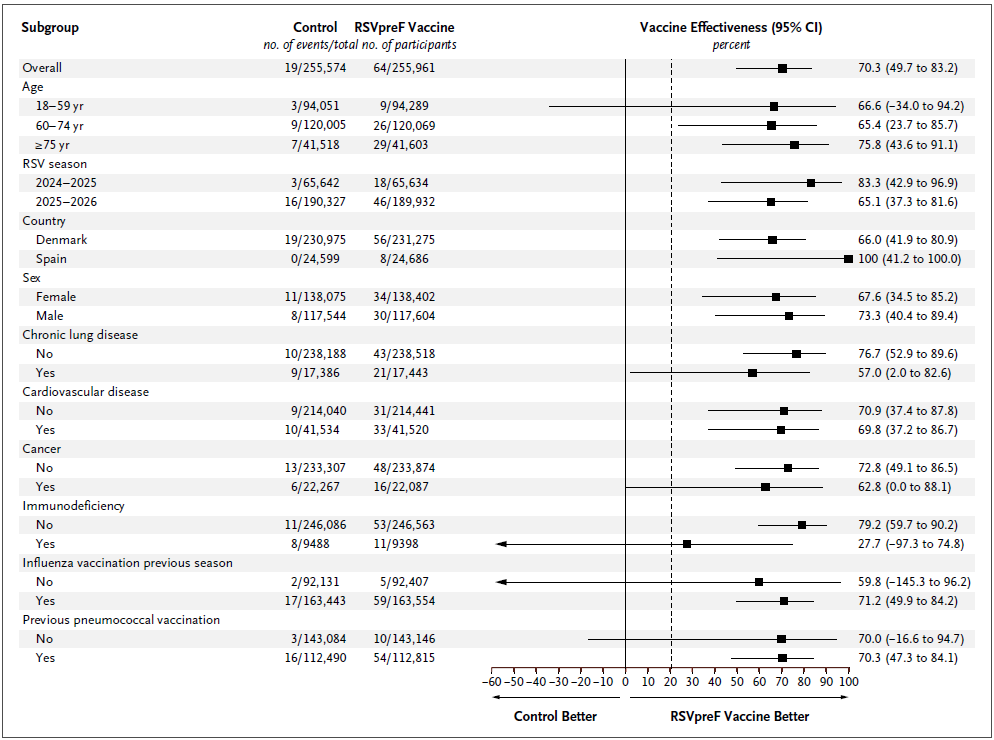 Subgroup Control RSVpreF Vaccine Vaccine Effectiveness (95% CI)
no. of events/total no. of participants percent
Overall 19/255,574 64/255,961 70.3 (49.7 to 83.2)
Age
18–59 yr 3/94,051 9/94,289 66.6 (−34.0 to 94.2)
60–74 yr 9/120,005 26/120,069 65.4 (23.7 to 85.7)
≥75 yr 7/41,518 29/41,603 75.8 (43.6 to 91.1)
RSV season
2024–2025 3/65,642 18/65,634 83.3 (42.9 to 96.9)
2025–2026 16/190,327 46/189,932 65.1 (37.3 to 81.6)
Country
Denmark 19/230,975 56/231,275 66.0 (41.9 to 80.9)
Spain 0/24,599 8/24,686 100 (41.2 to 100.0)
Sex
Female 11/138,075 34/138,402 67.6 (34.5 to 85.2)
Male 8/117,544 30/117,604 73.3 (40.4 to 89.4)
Chronic lung disease
No 10/238,188 43/238,518 76.7 (52.9 to 89.6)
Yes 9/17,386 21/17,443 57.0 (2.0 to 82.6)
Cardiovascular disease
No 9/214,040 31/214,441 70.9 (37.4 to 87.8)
Yes 10/41,534 33/41,520 69.8 (37.2 to 86.7)
Cancer
No 13/233,307 48/233,874 72.8 (49.1 to 86.5)
Yes 6/22,267 16/22,087 62.8 (0.0 to 88.1)
Immunodeficiency
No 11/246,086 53/246,563 79.2 (59.7 to 90.2)
Yes 8/9488 11/9398 27.7 (−97.3 to 74.8)
Influenza vaccination previous season
No 2/92,131 5/92,407 59.8 (−145.3 to 96.2)
Yes 17/163,443 59/163,554 71.2 (49.9 to 84.2)
Previous pneumococcal vaccination
No 3/143,084 10/143,146 70.0 (−16.6 to 94.7)
Yes 16/112,490 54/112,815 70.3 (47.3 to 84.1)
−60 −50 −40 −30 −20 −10 0 10 20 30 40 50 60 70 80 90 100
Control Better RSVpreF Vaccine Better